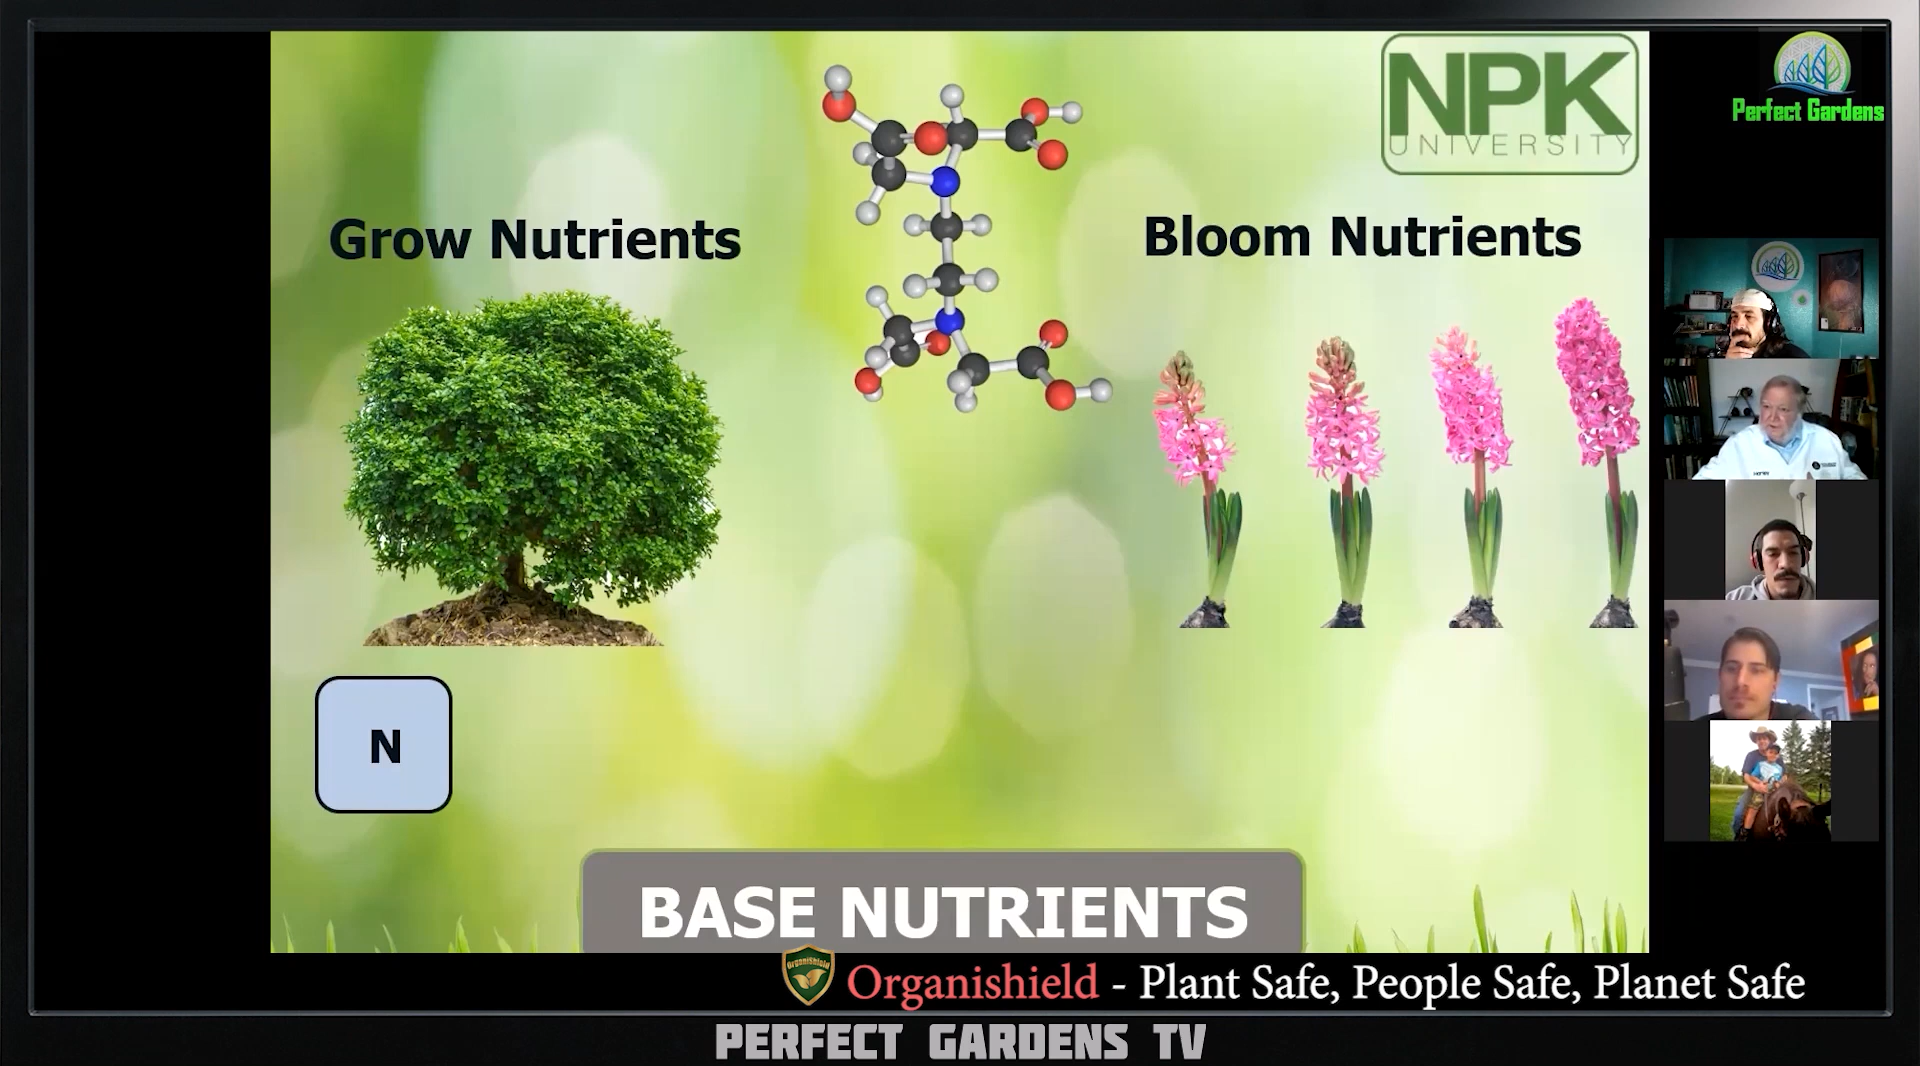 NPK
UNIVERSITY
Perfect Gardens
Grow Nutrients
Bloom Nutrients
N
BASE NUTRIENTS
Organishield
Organishield - Plant Safe, People Safe, Planet Safe
PERFECT GARDENS TV